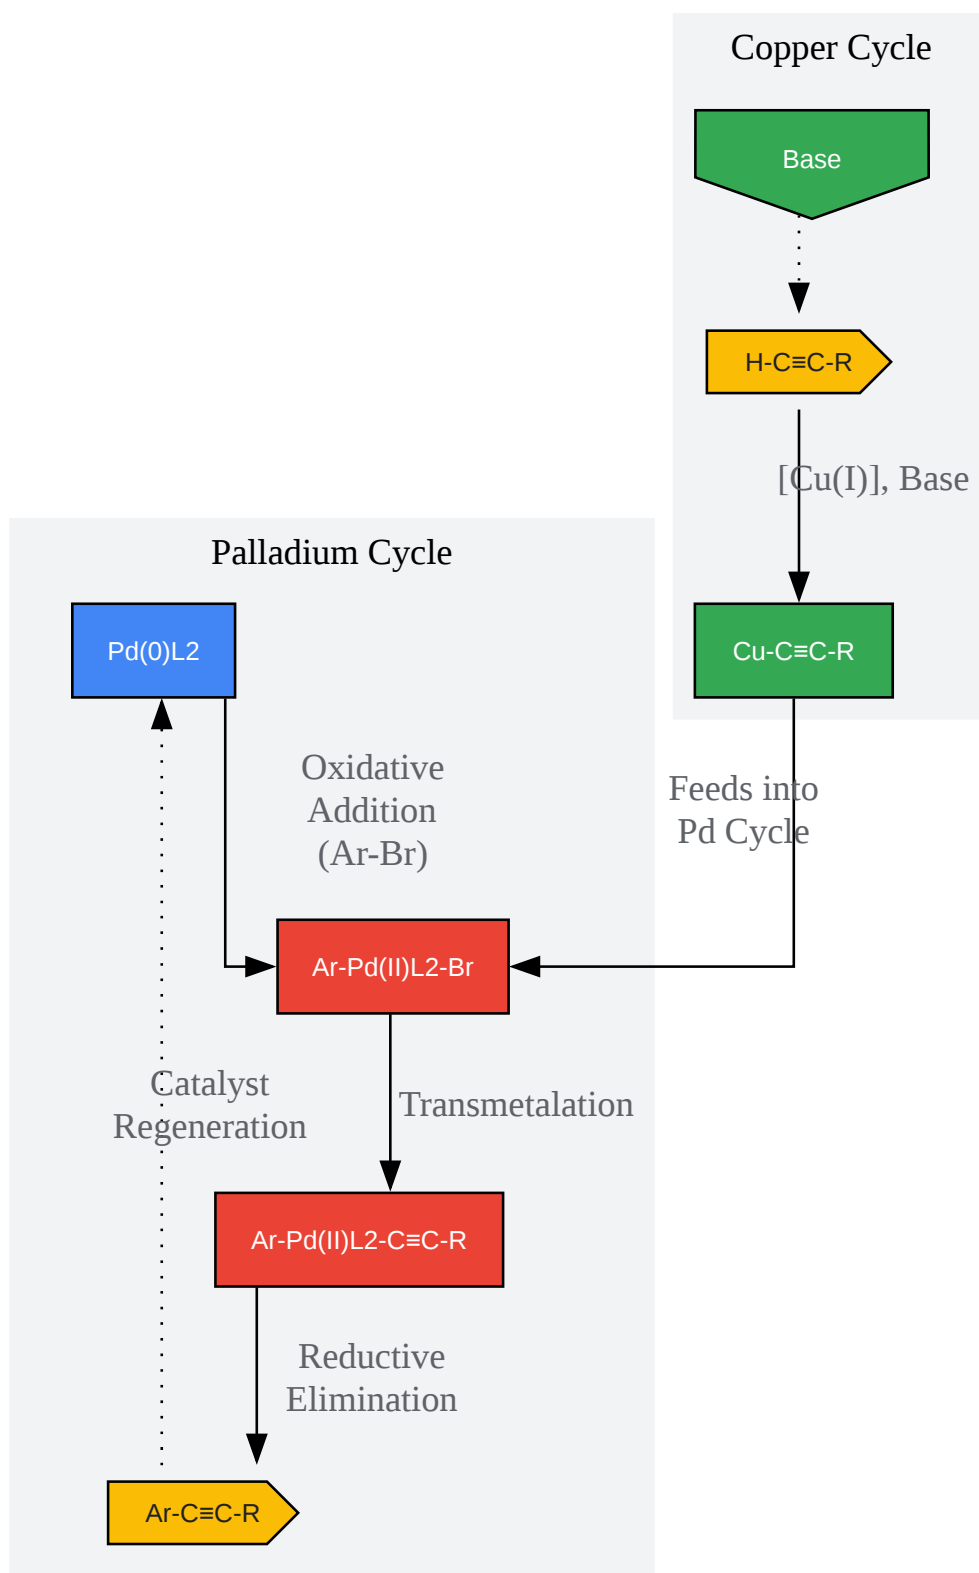 Copper Cycle
Base
H-C≡C-R
[Cu(I)], Base
Cu-C≡C-R
Feeds into
Pd Cycle
Palladium Cycle
Pd(0)L2
Oxidative
Addition
(Ar-Br)
Ar-Pd(II)L2-Br
Catalyst
Regeneration
Transmetalation
Ar-Pd(II)L2-C≡C-R
Reductive
Elimination
Ar-C≡C-R